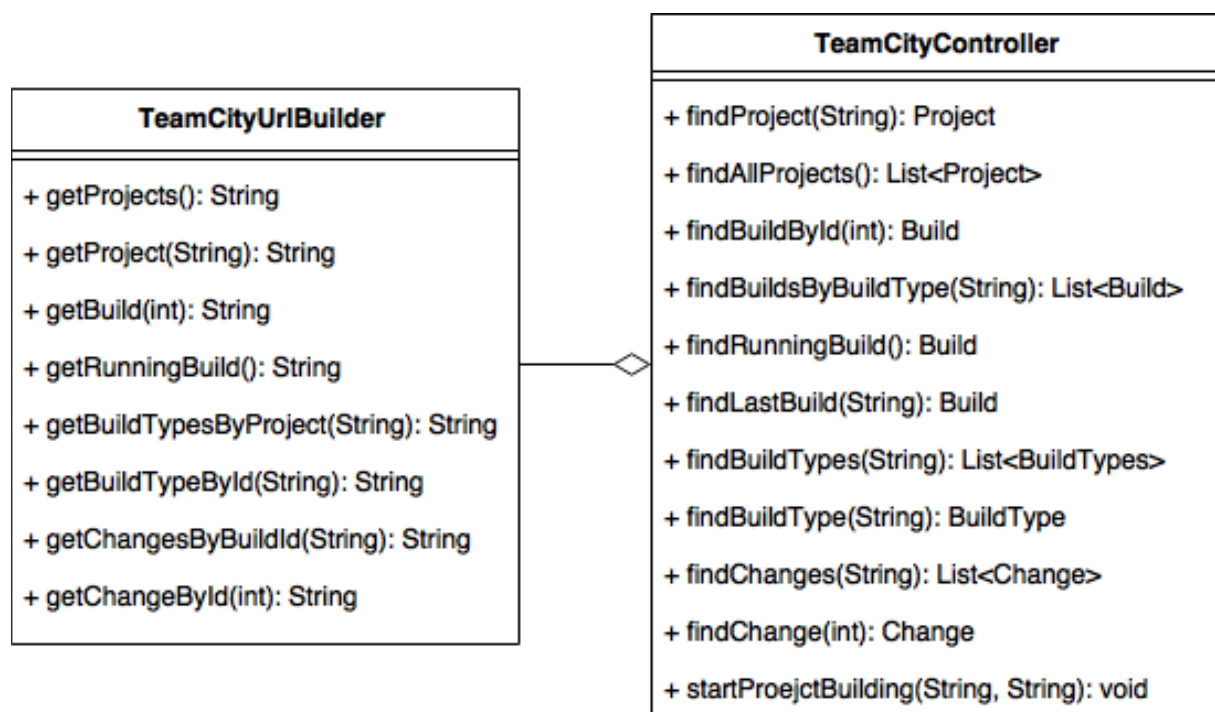 TeamCityUrlBuilder
+ getProjects(): String
+ getProject(String): String
+ getBuild(int): String
+ getRunningBuild(): String
+ getBuildTypesByProject(String): String
+ getBuildTypeById(String): String
+ getChangesByBuildId(String): String
+ getChangeById(int): String
TeamCityController
+ findProject(String): Project
+ findAllProjects(): List<Project>
+ findBuildById(int): Build
+ findBuildsByBuildType(String): List<Build>
+ findRunningBuild(): Build
+ findLastBuild(String): Build
+ findBuildTypes(String): List<BuildTypes>
+ findBuildType(String): BuildType
+ findChanges(String): List<Change>
+ findChange(int): Change
+ startProejctBuilding(String, String): void